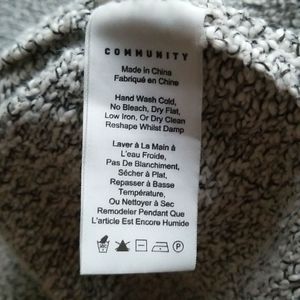 COMMUNITY
Made in China
Fabriqué en Chine
Hand Wash Cold,
No Bleach, Dry Flat,
Low Iron, Or Dry Clean
Reshape Whilst Damp
Laver à La Main à
L'eau Froide,
Pas De Blanchiment,
Sécher à Plat,
Repasser à Basse
Température,
Ou Nettoyer à Sec
Remodeler Pendant Que
L'article Est Encore Humide
P